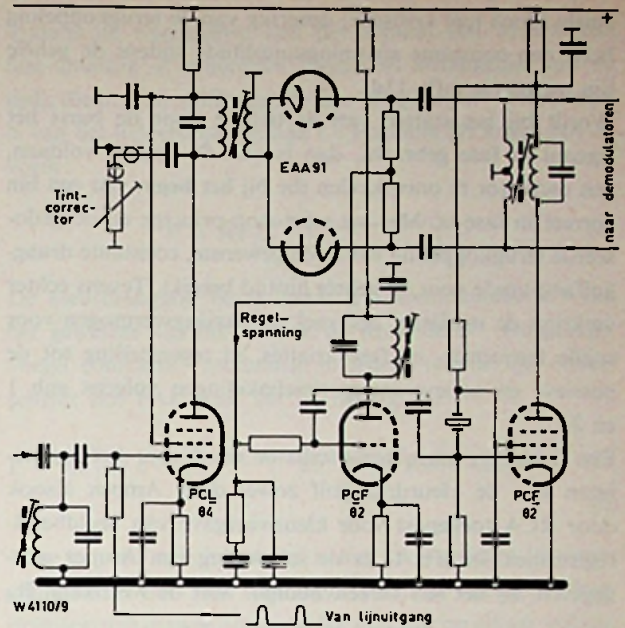 +
EAA91
Tint-
corrector
naar demodulatoren
Regel-
spanning
PCL
84
PCF
82
PCF
82
W4110/9
Van lijnuitgang